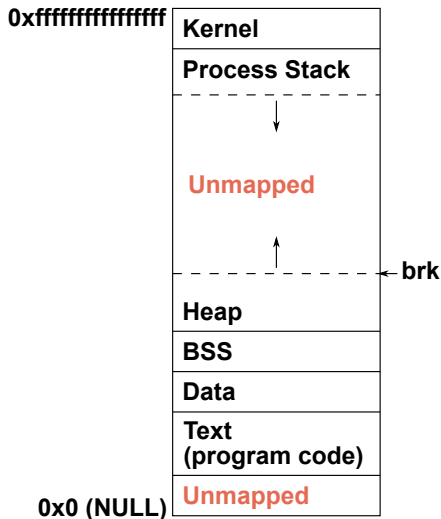 0xffffffffffffffff
Kernel
Process Stack
Unmapped
brk
Heap
BSS
Data
Text
(program code)
Unmapped
0x0 (NULL)